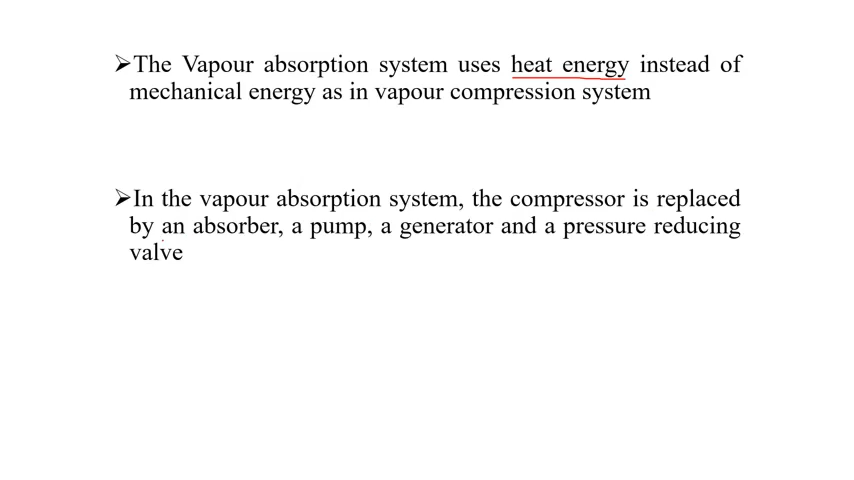 ➢The Vapour absorption system uses heat energy instead of
mechanical energy as in vapour compression system
➢In the vapour absorption system, the compressor is replaced
by an absorber, a pump, a generator and a pressure reducing
valve